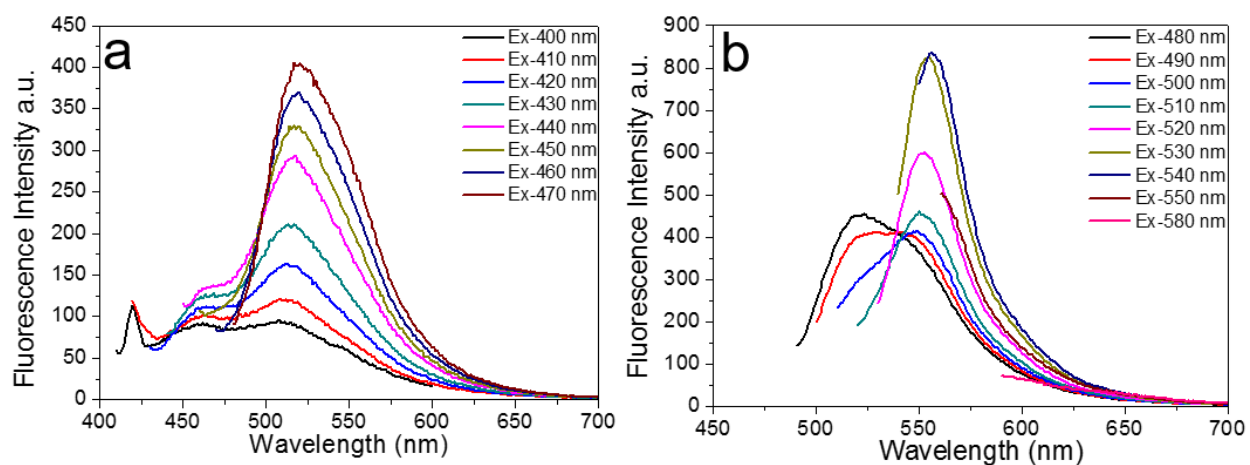 a
Fluorescence Intensity a.u.
450
400
350
300
250
200
150
100
50
0
400 450 500 550 600 650 700
Wavelength (nm)
Ex-400 nm
Ex-410 nm
Ex-420 nm
Ex-430 nm
Ex-440 nm
Ex-450 nm
Ex-460 nm
Ex-470 nm
b
Fluorescence Intensity a.u.
900
800
700
600
500
400
300
200
100
0
450 500 550 600 650 700
Wavelength (nm)
Ex-480 nm
Ex-490 nm
Ex-500 nm
Ex-510 nm
Ex-520 nm
Ex-530 nm
Ex-540 nm
Ex-550 nm
Ex-580 nm